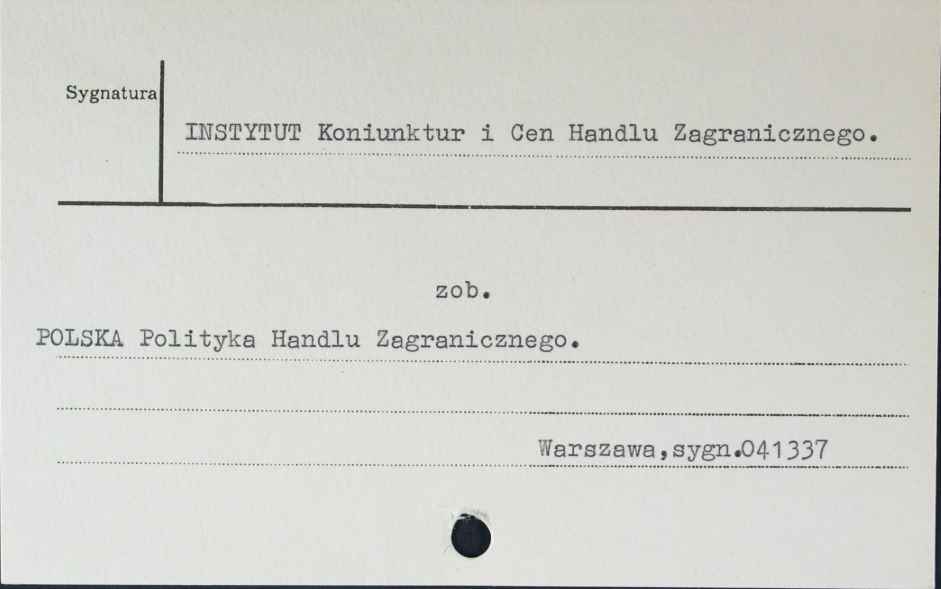 Sygnatura
INSTYTUT Koniunktur i Cen Handlu Zagranicznego.
zob.
POLSKA Polityka Handlu Zagranicznego.
Warszawa,sygn.041337